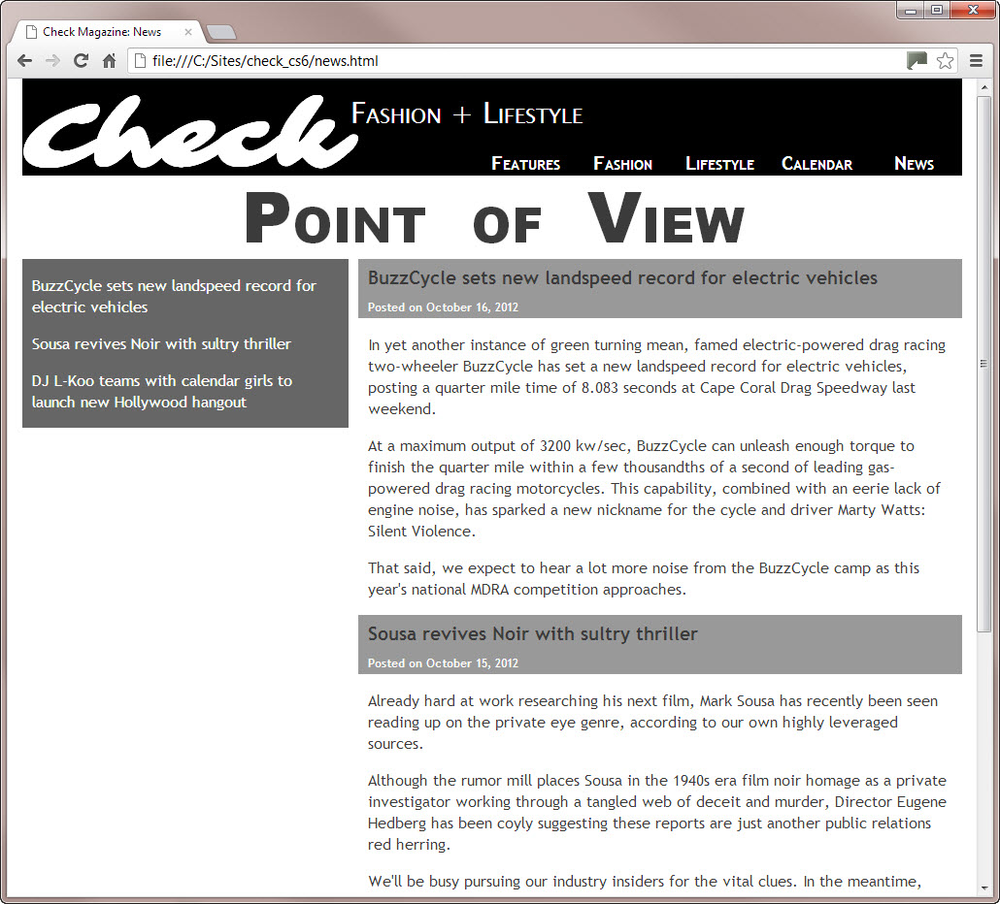 Check Magazine: News
file:///C:/Sites/check_cs6/news.html
Check
Fashion + Lifestyle
Features Fashion Lifestyle Calendar News
Point of View
BuzzCycle sets new landspeed record for
electric vehicles
Sousa revives Noir with sultry thriller
DJ L-Koo teams with calendar girls to
launch new Hollywood hangout
BuzzCycle sets new landspeed record for electric vehicles
Posted on October 16, 2012
In yet another instance of green turning mean, famed electric-powered drag racing
two-wheeler BuzzCycle has set a new landspeed record for electric vehicles,
posting a quarter mile time of 8.083 seconds at Cape Coral Drag Speedway last
weekend.
At a maximum output of 3200 kw/sec, BuzzCycle can unleash enough torque to
finish the quarter mile within a few thousandths of a second of leading gas-
powered drag racing motorcycles. This capability, combined with an eerie lack of
engine noise, has sparked a new nickname for the cycle and driver Marty Watts:
Silent Violence.
That said, we expect to hear a lot more noise from the BuzzCycle camp as this
year's national MDRA competition approaches.
Sousa revives Noir with sultry thriller
Posted on October 15, 2012
Already hard at work researching his next film, Mark Sousa has recently been seen
reading up on the private eye genre, according to our own highly leveraged
sources.
Although the rumor mill places Sousa in the 1940s era film noir homage as a private
investigator working through a tangled web of deceit and murder, Director Eugene
Hedberg has been coyly suggesting these reports are just another public relations
red herring.
We'll be busy pursuing our industry insiders for the vital clues. In the meantime,